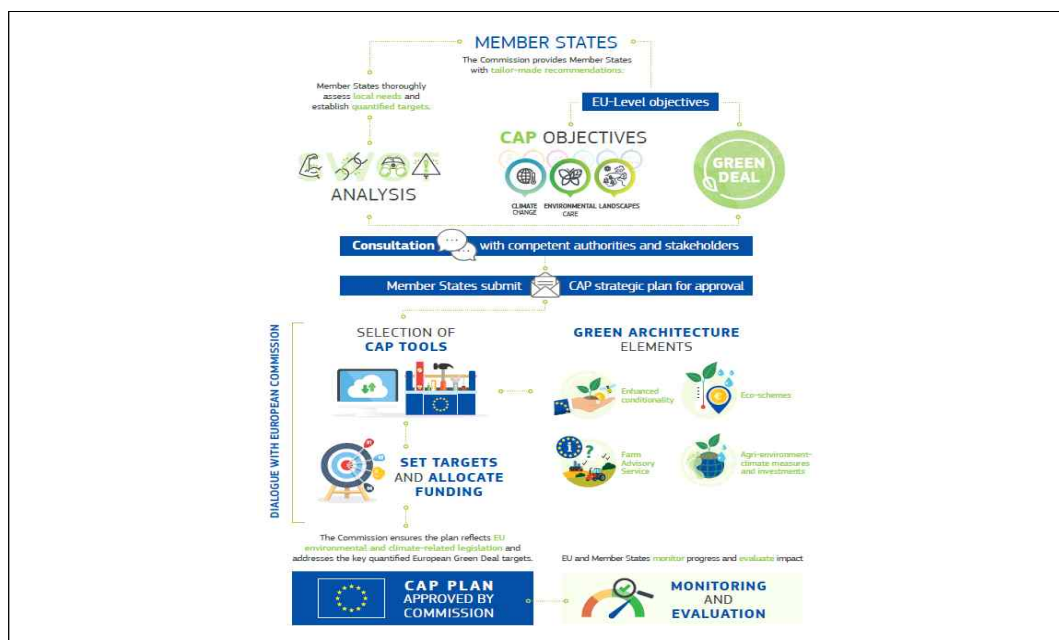 MEMBER STATES
The Commission provides Member States
with tailor-made recommendations.
Member States thoroughly
assess local needs and
establish quantified targets.
EU-Level objectives
SWOT
ANALYSIS
CAP OBJECTIVES
CLIMATE
CHANGE
ENVIRONMENTAL
CARE
LANDSCAPES
GREEN
DEAL
Consultation with competent authorities and stakeholders
Member States submit CAP strategic plan for approval
DIALOGUE WITH EUROPEAN COMMISSION
SELECTION OF
CAP TOOLS
GREEN ARCHITECTURE
ELEMENTS
Enhanced
conditionality
Eco-schemes
SET TARGETS
AND ALLOCATE
FUNDING
Farm
Advisory
Service
Agri-environment-
climate measures
and investments
The Commission ensures the plan reflects EU
environmental and climate-related legislation and
addresses the key quantified European Green Deal targets.
EU and Member States monitor progress and evaluate impact
CAP PLAN
APPROVED BY
COMMISSION
MONITORING
AND
EVALUATION